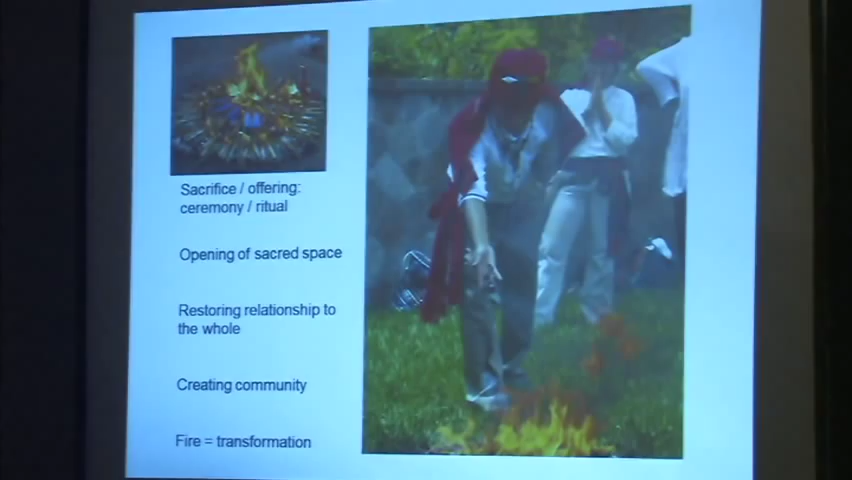 Sacrifice / offering:
ceremony / ritual
Opening of sacred space
Restoring relationship to
the whole
Creating community
Fire = transformation